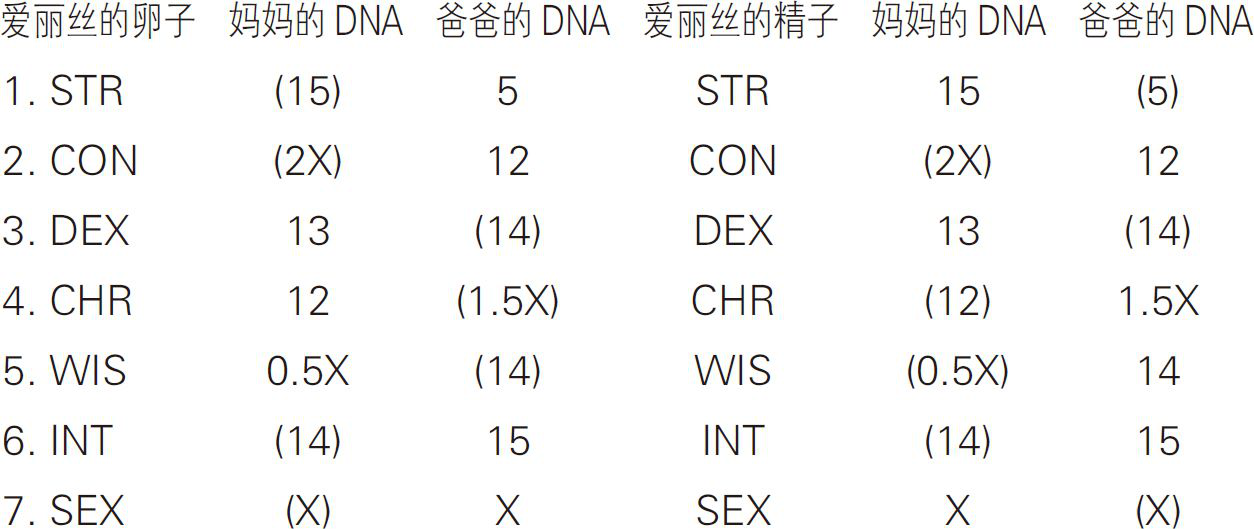 爱丽丝的卵子 妈妈的 DNA 爸爸的 DNA 爱丽丝的精子 妈妈的 DNA 爸爸的 DNA
1. STR (15) 5 STR 15 (5)
2. CON (2X) 12 CON (2X) 12
3. DEX 13 (14) DEX 13 (14)
4. CHR 12 (1.5X) CHR (12) 1.5X
5. WIS 0.5X (14) WIS (0.5X) 14
6. INT (14) 15 INT (14) 15
7. SEX (X) X SEX X (X)